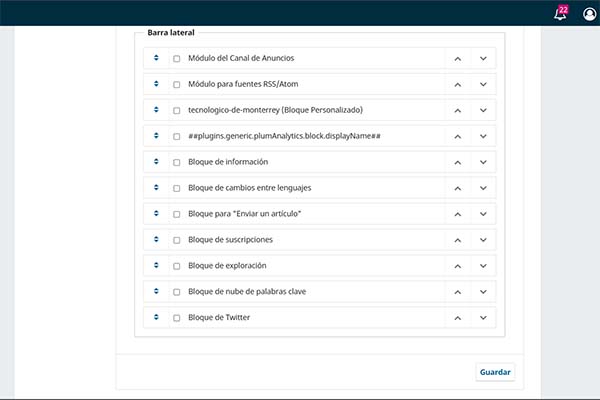 22
Barra lateral
Módulo del Canal de Anuncios
Módulo para fuentes RSS/Atom
tecnologico-de-monterrey (Bloque Personalizado)
##plugins.generic.plumAnalytics.block.displayName##
Bloque de información
Bloque de cambios entre lenguajes
Bloque para "Enviar un artículo"
Bloque de suscripciones
Bloque de exploración
Bloque de nube de palabras clave
Bloque de Twitter
Guardar